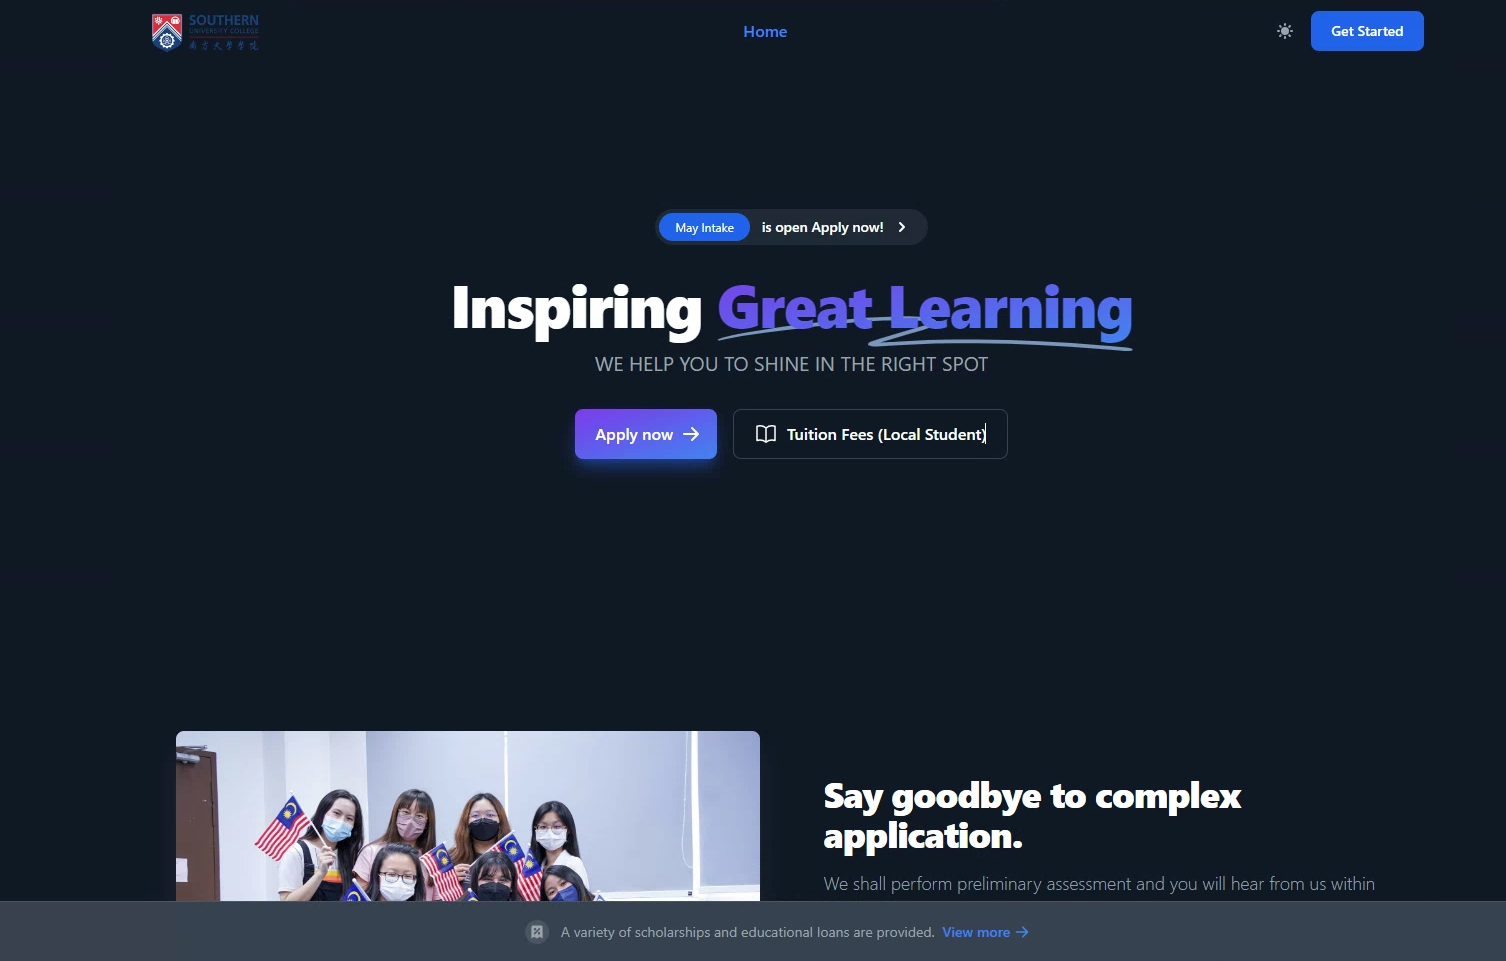 SOUTHERN
UNIVERSITY COLLEGE
南方大學學院
Home
Get Started
May Intake is open Apply now!
Inspiring Great Learning
WE HELP YOU TO SHINE IN THE RIGHT SPOT
Apply now
Tuition Fees (Local Student)
Say goodbye to complex
application.
We shall perform preliminary assessment and you will hear from us within
A variety of scholarships and educational loans are provided. View more